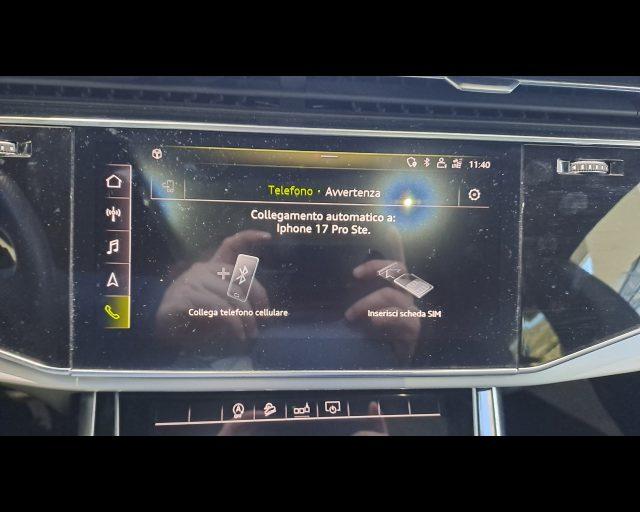 11:40
Telefono · Avvertenza
Collegamento automatico a:
Iphone 17 Pro Ste.
Collega telefono cellulare
Inserisci scheda SIM